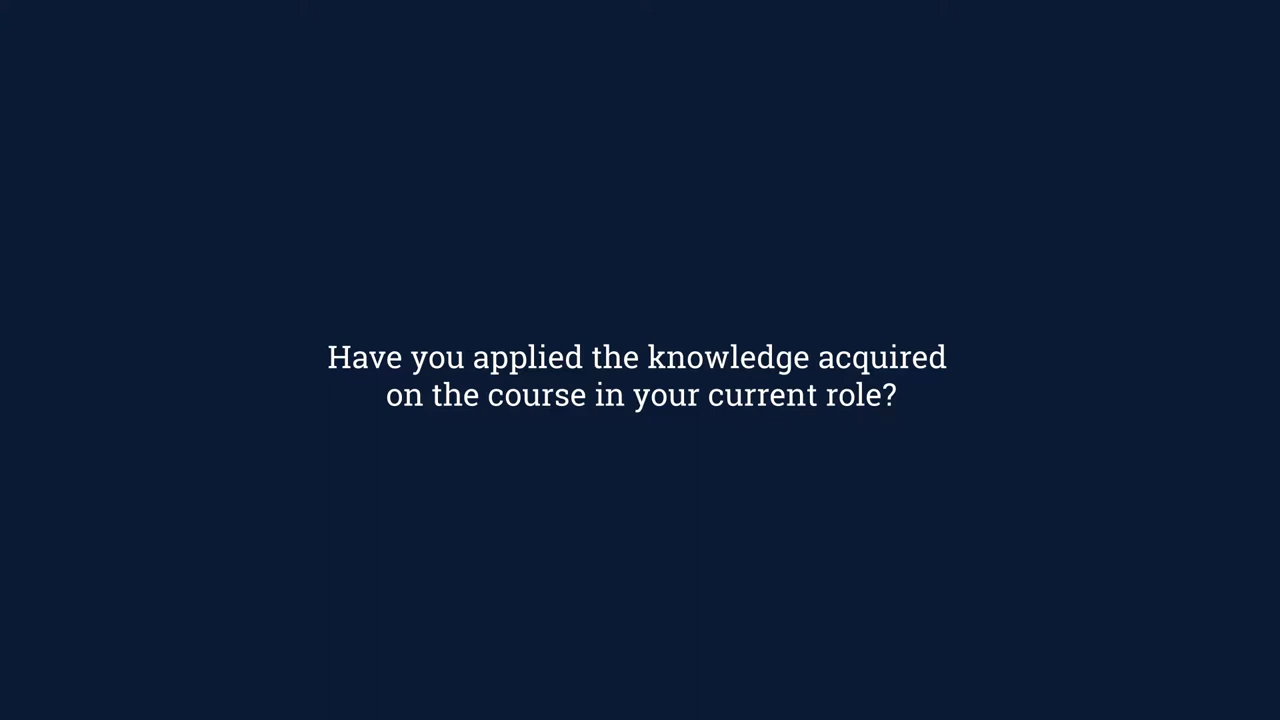 Have you applied the knowledge acquired
on the course in your current role?